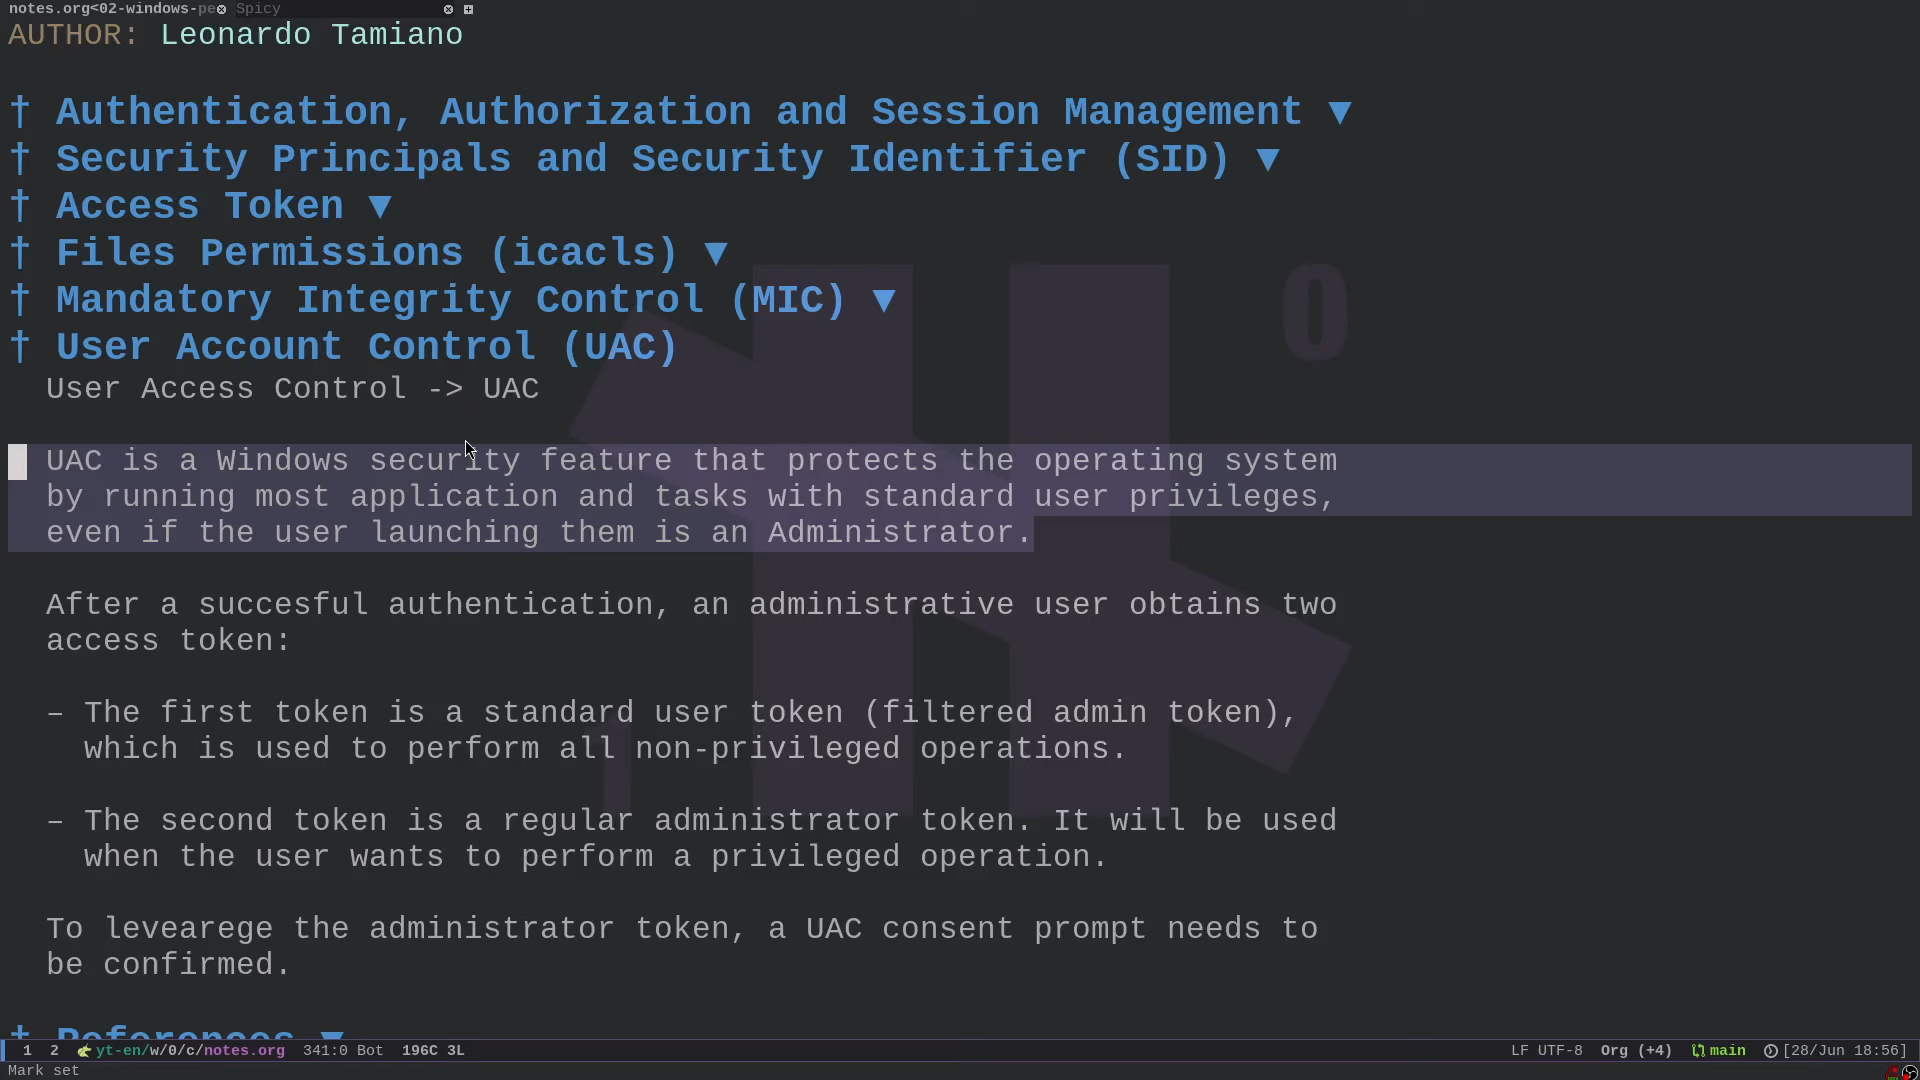 notes.org<02-windows-pe Spicy
AUTHOR: Leonardo Tamiano
† Authentication, Authorization and Session Management ▼
† Security Principals and Security Identifier (SID) ▼
† Access Token ▼
† Files Permissions (icacls) ▼
† Mandatory Integrity Control (MIC) ▼
† User Account Control (UAC)
User Access Control -> UAC
UAC is a Windows security feature that protects the operating system
by running most application and tasks with standard user privileges,
even if the user launching them is an Administrator.
After a succesful authentication, an administrative user obtains two
access token:
– The first token is a standard user token (filtered admin token),
which is used to perform all non-privileged operations.
– The second token is a regular administrator token. It will be used
when the user wants to perform a privileged operation.
To levearege the administrator token, a UAC consent prompt needs to
be confirmed.
† References ▼
1 2 yt-en/w/0/c/notes.org 341:0 Bot 196C 3L LF UTF-8 Org (+4) main [28/Jun 18:56]
Mark set